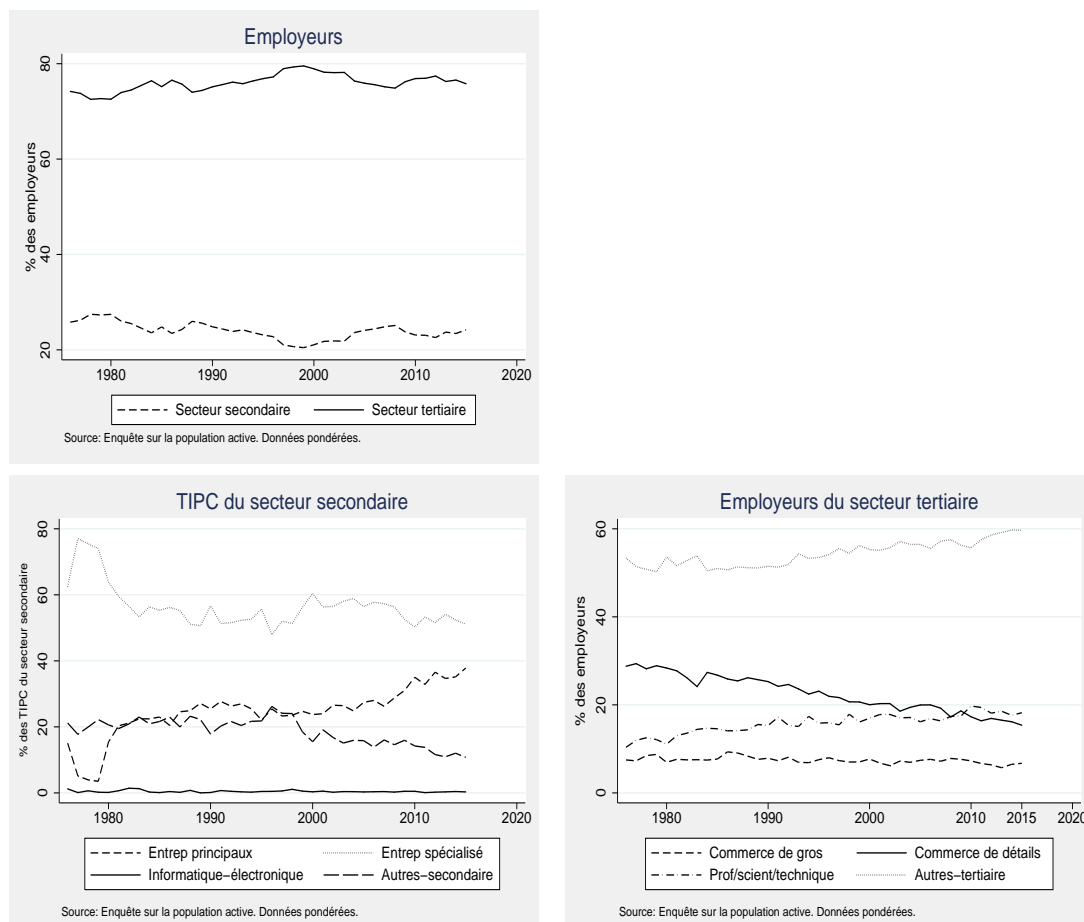 Employeurs
% des employeurs
80
60
40
20
1980 1990 2000 2010 2020
Secteur secondaire Secteur tertiaire
Source: Enquête sur la population active. Données pondérées.
TIPC du secteur secondaire
% des TIPC du secteur secondaire
80
60
40
20
0
1980 1990 2000 2010 2020
Entrep principaux Entrep spécialisé
Informatique−électronique Autres−secondaire
Source: Enquête sur la population active. Données pondérées.
Employeurs du secteur tertiaire
% des employeurs
60
40
20
0
1980 1990 2000 2010 2015 2020
Commerce de gros Commerce de détails
Prof/scient/technique Autres−tertiaire
Source: Enquête sur la population active. Données pondérées.